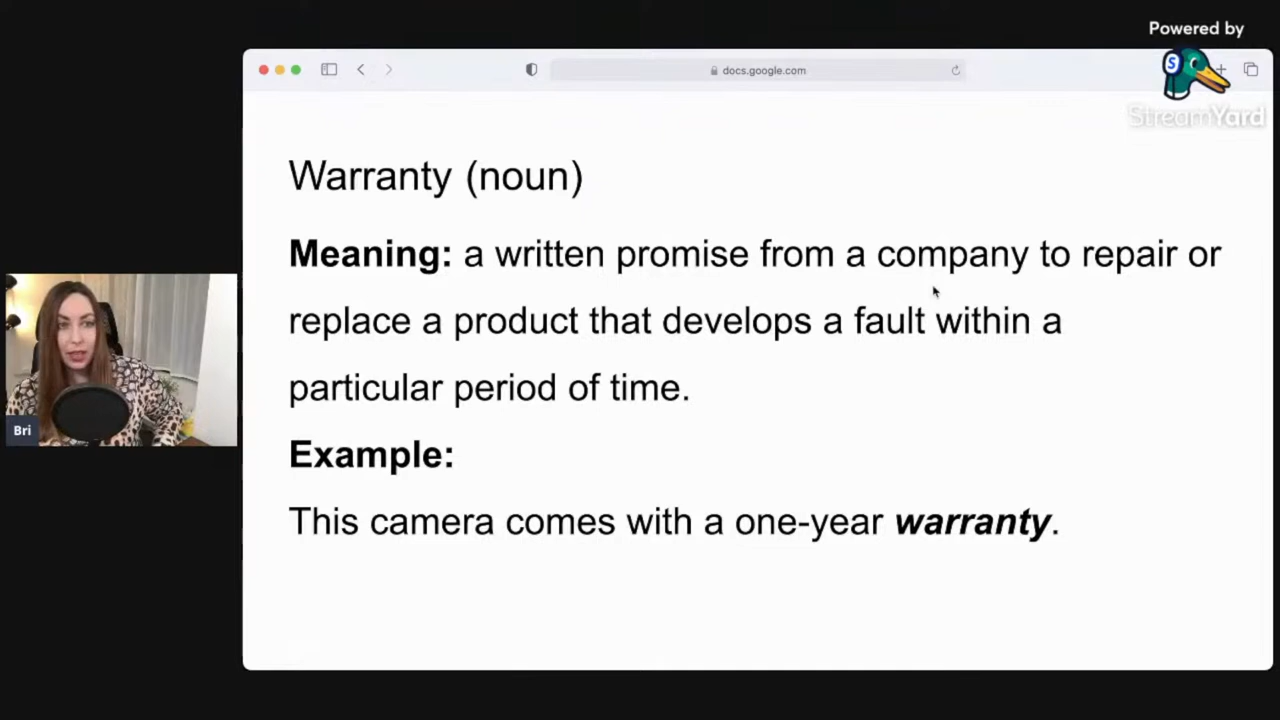 Powered by
docs.google.com
S
StreamYard
Warranty (noun)
Meaning: a written promise from a company to repair or
replace a product that develops a fault within a
particular period of time.
Bri
Example:
This camera comes with a one-year warranty.